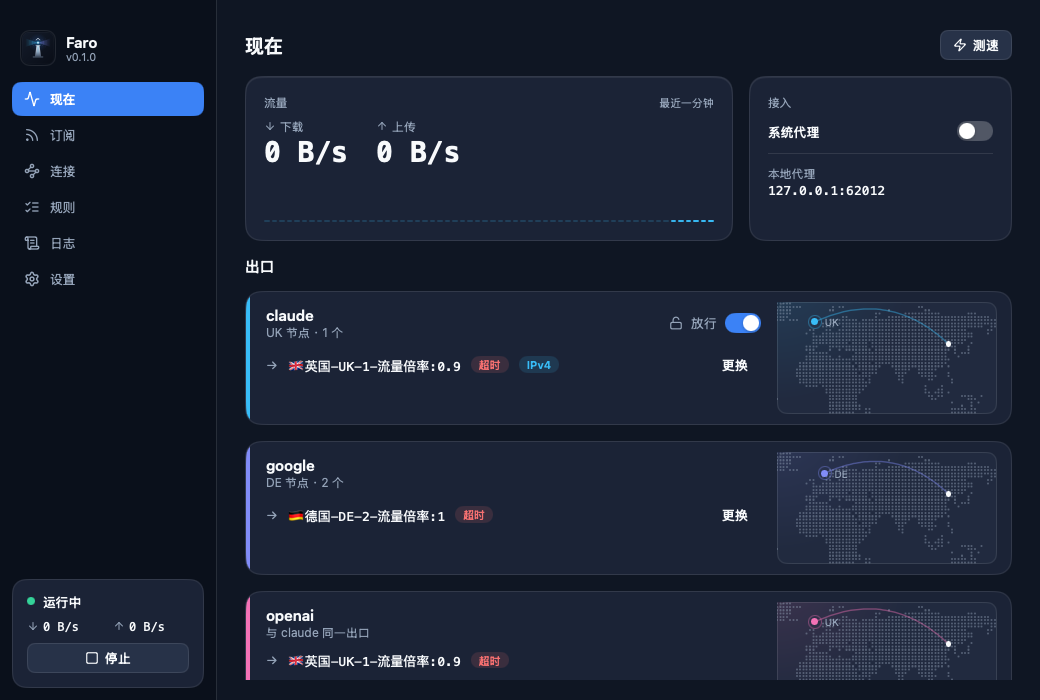 Faro
v0.1.0
现在
订阅
连接
规则
日志
设置
运行中
↓ 0 B/s ↑ 0 B/s
停止
现在
测速
流量 最近一分钟
↓ 下载 ↑ 上传
0 B/s 0 B/s
接入
系统代理
本地代理
127.0.0.1:62012
出口
claude
UK 节点 · 1 个
放行
→ 🇬🇧英国-UK-1-流量倍率:0.9 超时 IPv4 更换
UK
google
DE 节点 · 2 个
→ 🇩🇪德国-DE-2-流量倍率:1 超时 更换
DE
openai
与 claude 同一出口
→ 🇬🇧英国-UK-1-流量倍率:0.9 超时
UK